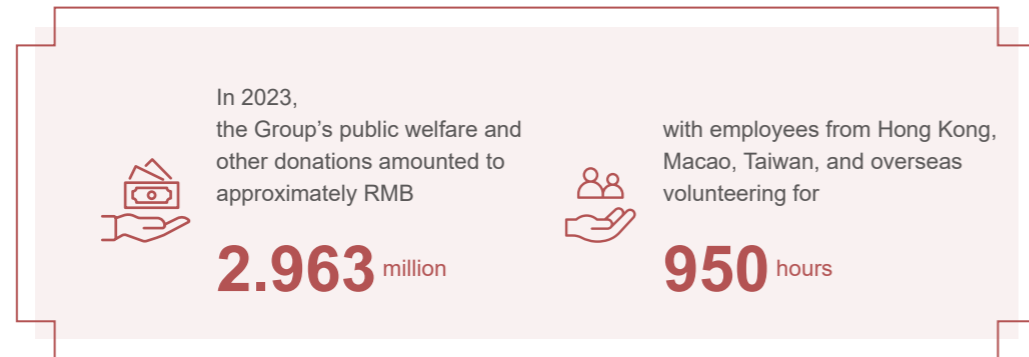 In 2023,
the Group's public welfare and
other donations amounted to
approximately RMB
2.963 million
with employees from Hong Kong,
Macao, Taiwan, and overseas
volunteering for
950 hours